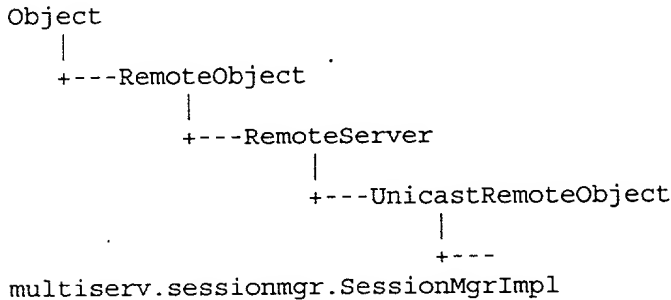 Object
|
+---RemoteObject
|
+---RemoteServer
|
+---UnicastRemoteObject
|
+---
multiserv.sessionmgr.SessionMgrImpl